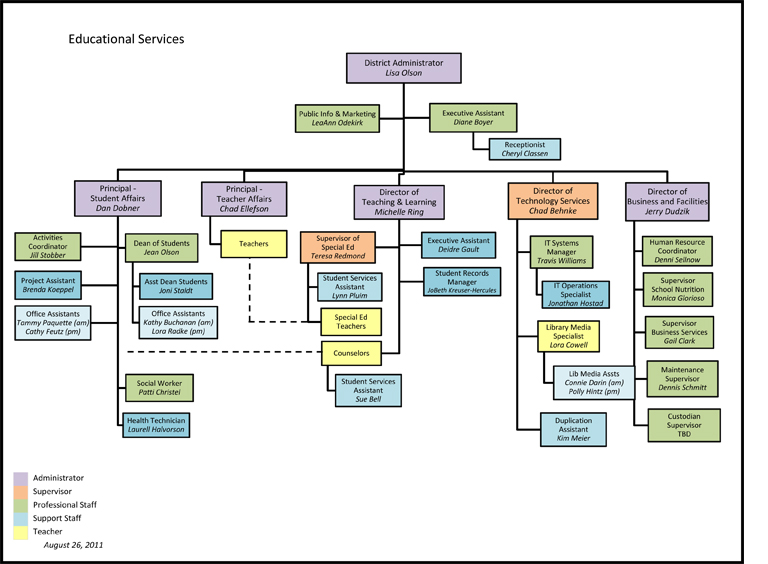 Educational Services
District Administrator
Lisa Olson
Public Info & Marketing
LeaAnn Odekirk
Executive Assistant
Diane Boyer
Receptionist
Cheryl Classen
Principal -
Student Affairs
Dan Dobner
Principal -
Teacher Affairs
Chad Ellefson
Director of
Teaching & Learning
Michelle Ring
Director of
Technology Services
Chad Behnke
Director of
Business and Facilities
Jerry Dudzik
Activities
Coordinator
Jill Stobber
Dean of Students
Jean Olson
Project Assistant
Brenda Koeppel
Asst Dean Students
Joni Staldt
Office Assistants
Tammy Paquette (am)
Cathy Feutz (pm)
Office Assistants
Kathy Buchanan (am)
Lora Radke (pm)
Social Worker
Patti Christei
Health Technician
Laurell Halvorson
Teachers
Supervisor of
Special Ed
Teresa Redmond
Student Services
Assistant
Lynn Pluim
Special Ed
Teachers
Counselors
Student Services
Assistant
Sue Bell
Executive Assistant
Deidre Gault
Student Records
Manager
JoBeth Kreuser-Hercules
IT Systems
Manager
Travis Williams
IT Operations
Specialist
Jonathan Hostad
Library Media
Specialist
Lora Cowell
Lib Media Assts
Connie Darin (am)
Polly Hintz (pm)
Duplication
Assistant
Kim Meier
Human Resource
Coordinator
Denni Sellnow
Supervisor
School Nutrition
Monica Glorioso
Supervisor
Business Services
Gail Clark
Maintenance
Supervisor
Dennis Schmitt
Custodian
Supervisor
TBD
Administrator
Supervisor
Professional Staff
Support Staff
Teacher
August 26, 2011